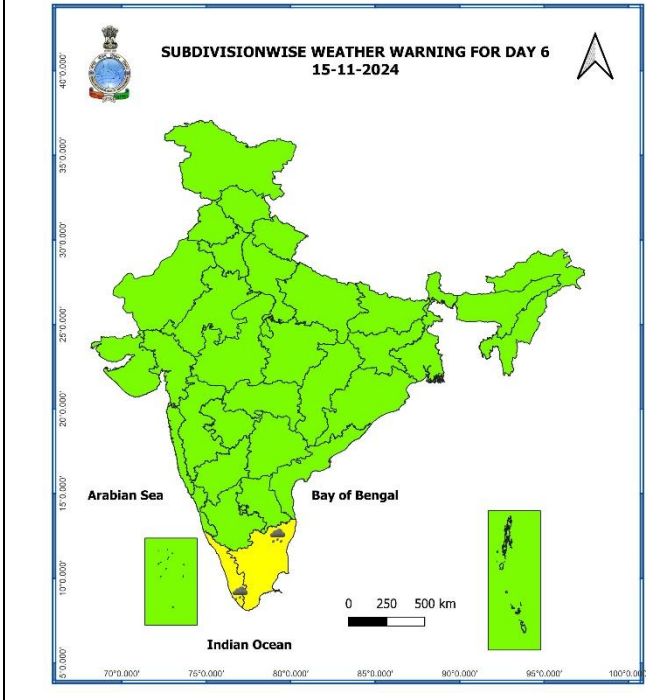 SUBDIVISIONWISE WEATHER WARNING FOR DAY 6
15-11-2024
40°0.000'
35°0.000'
30°0.000'
25°0.000'
20°0.000'
15°0.000'
10°0.000'
5°0.000'
Arabian Sea
Bay of Bengal
0 250 500 km
Indian Ocean
70°0.000' 75°0.000' 80°0.000' 85°0.000' 90°0.000' 95°0.000' 100°0.000'